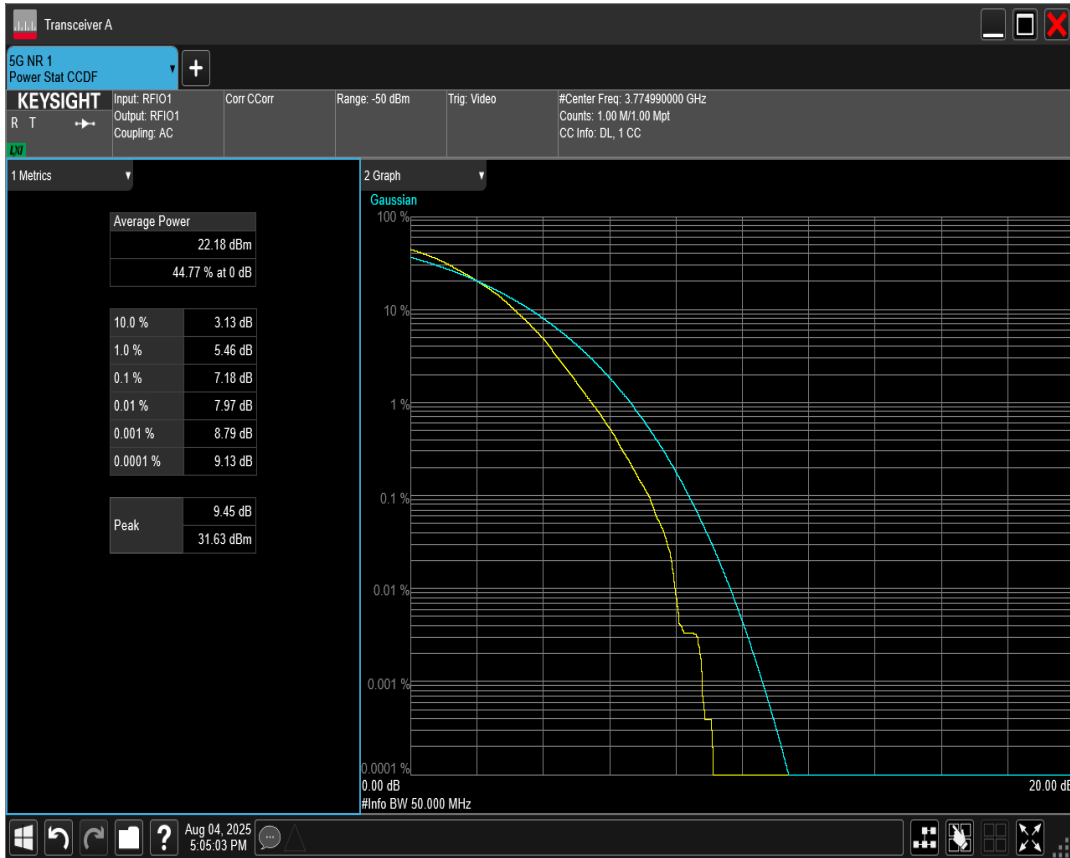 Transceiver A
5G NR 1
Power Stat CCDF
KEYSIGHT
R T
LXI
Input: RFIO1
Output: RFIO1
Coupling: AC
Corr CCorr
Range: -50 dBm
Trig: Video
#Center Freq: 3.774990000 GHz
Counts: 1.00 M/1.00 Mpt
CC Info: DL, 1 CC
1 Metrics
Average Power
22.18 dBm
44.77 % at 0 dB
10.0 % 3.13 dB
1.0 % 5.46 dB
0.1 % 7.18 dB
0.01 % 7.97 dB
0.001 % 8.79 dB
0.0001 % 9.13 dB
Peak
9.45 dB
31.63 dBm
2 Graph
Gaussian
100 %
10 %
1 %
0.1 %
0.01 %
0.001 %
0.0001 %
0.00 dB
20.00 dB
#Info BW 50.000 MHz
?
Aug 04, 2025
5:05:03 PM